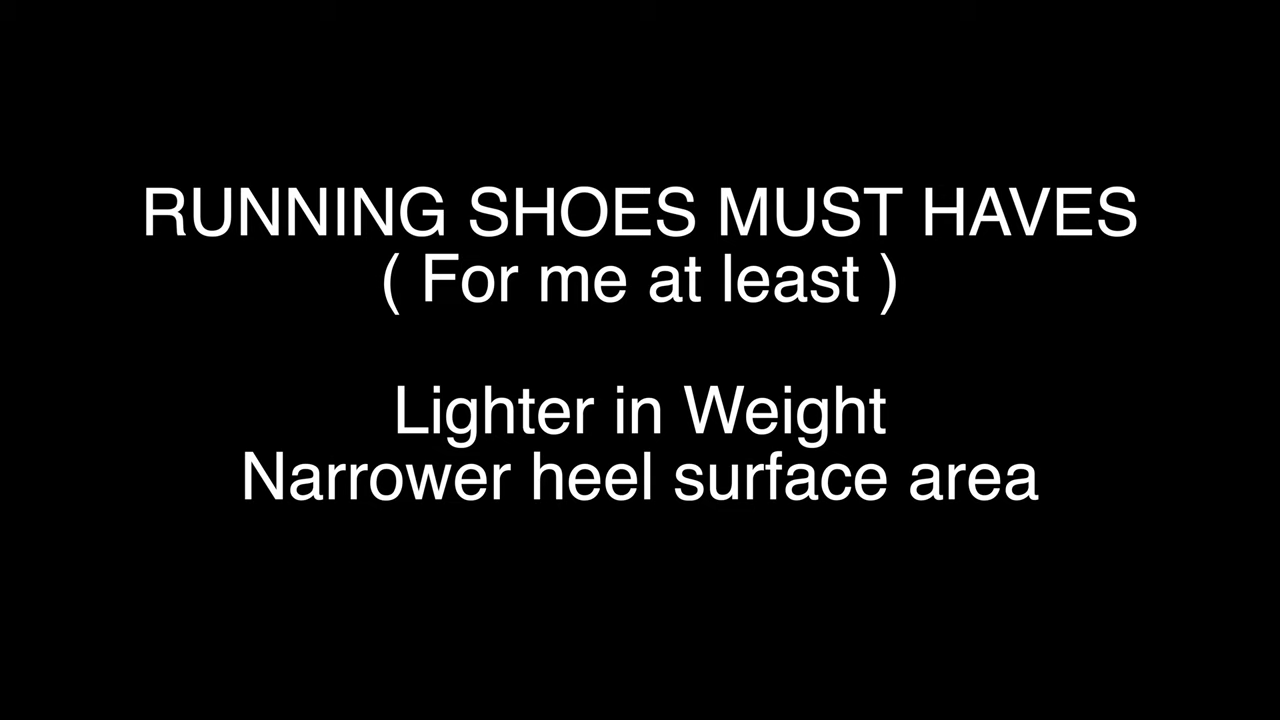 RUNNING SHOES MUST HAVES
( For me at least )
Lighter in Weight
Narrower heel surface area